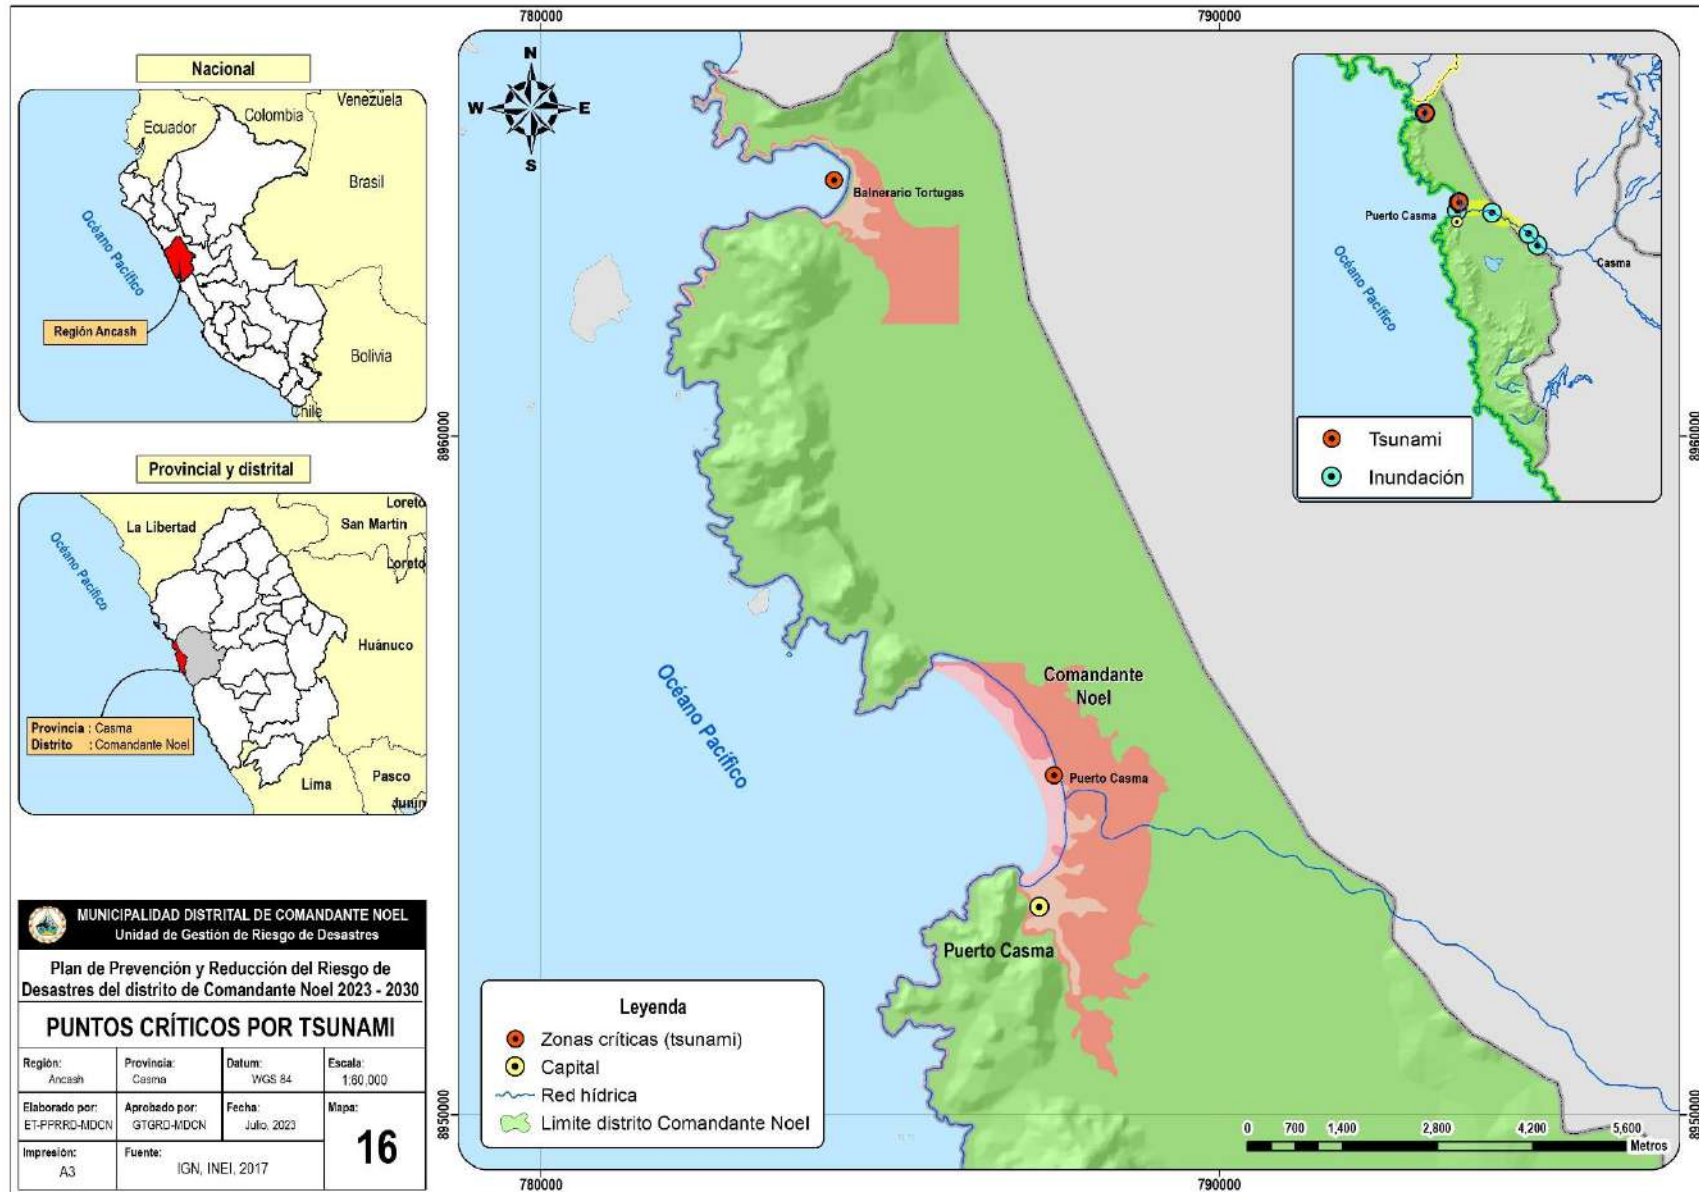 Nacional
Ecuador
Colombia
Venezuela
Brasil
Océano Pacífico
Región Ancash
Bolivia
Chile
Provincial y distrital
Loreto
La Libertad
San Martin
Loreto
Océano Pacífico
Huánuco
Provincia : Casma
Distrito : Comandante Noel
Lima
Pasco
Junin
MUNICIPALIDAD DISTRITAL DE COMANDANTE NOEL
Unidad de Gestión de Riesgo de Desastres
Plan de Prevención y Reducción del Riesgo de
Desastres del distrito de Comandante Noel 2023 - 2030
PUNTOS CRÍTICOS POR TSUNAMI
Región:
Ancash
Provincia:
Casma
Datum:
WGS 84
Escala:
1:60,000
Elaborado por:
ET-PPRRD-MDCN
Aprobado por:
GTGRD-MDCN
Fecha:
Julio, 2023
Mapa:
16
Impresión:
A3
Fuente:
IGN, INEI, 2017
780000
790000
N
W
E
S
Balnerario Tortugas
8960000
8960000
Océano Pacífico
Comandante
Noel
Puerto Casma
Puerto Casma
8950000
8950000
Leyenda
Zonas críticas (tsunami)
Capital
Red hídrica
Limite distrito Comandante Noel
0
700
1,400
2,800
4,200
5,600
Metros
780000
790000
Puerto Casma
Casma
Océano Pacífico
Tsunami
Inundación